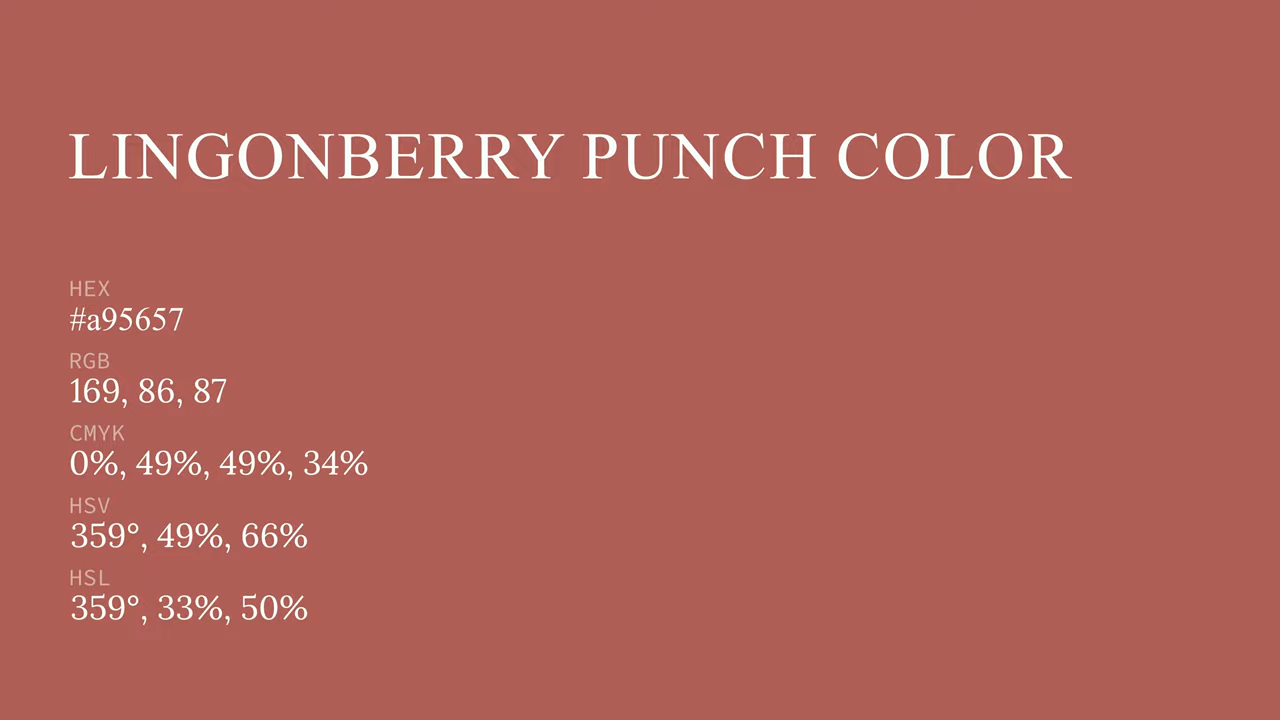 LINGONBERRY PUNCH COLOR
HEX
#a95657
RGB
169, 86, 87
CMYK
0%, 49%, 49%, 34%
HSV
359°, 49%, 66%
HSL
359°, 33%, 50%